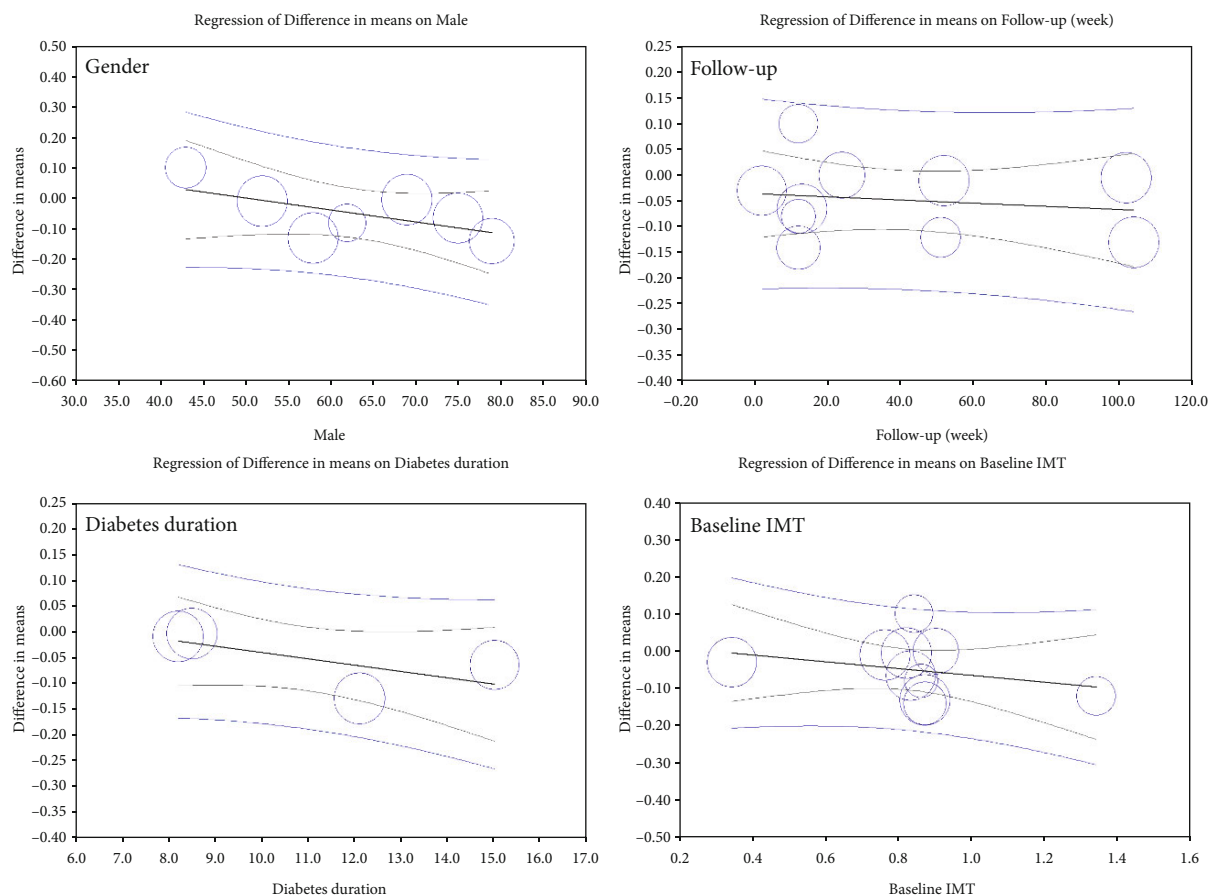 Regression of Difference in means on Male
0.50
0.40
0.30
0.20
0.10
0.00
–0.10
–0.20
–0.30
–0.40
–0.50
–0.60
Difference in means
Gender
30.0 35.0 40.0 45.0 50.0 55.0 60.0 65.0 70.0 75.0 80.0 85.0 90.0
Male
Regression of Difference in means on Follow-up (week)
0.25
0.20
0.15
0.10
0.05
0.00
–0.05
–0.10
–0.15
–0.20
–0.25
–0.30
–0.35
–0.40
Difference in means
Follow-up
–0.20 0.0 20.0 40.0 60.0 80.0 100.0 120.0
Follow-up (week)
Regression of Difference in means on Diabetes duration
0.25
0.20
0.15
0.10
0.05
0.00
–0.05
–0.10
–0.15
–0.20
–0.25
–0.30
–0.35
–0.40
Difference in means
Diabetes duration
6.0 7.0 8.0 9.0 10.0 11.0 12.0 13.0 14.0 15.0 16.0 17.0
Diabetes duration
Regression of Difference in means on Baseline IMT
0.40
0.30
0.20
0.10
0.00
–0.10
–0.20
–0.30
–0.40
–0.50
Difference in means
Baseline IMT
0.2 0.4 0.6 0.8 1.0 1.2 1.4 1.6
Baseline IMT